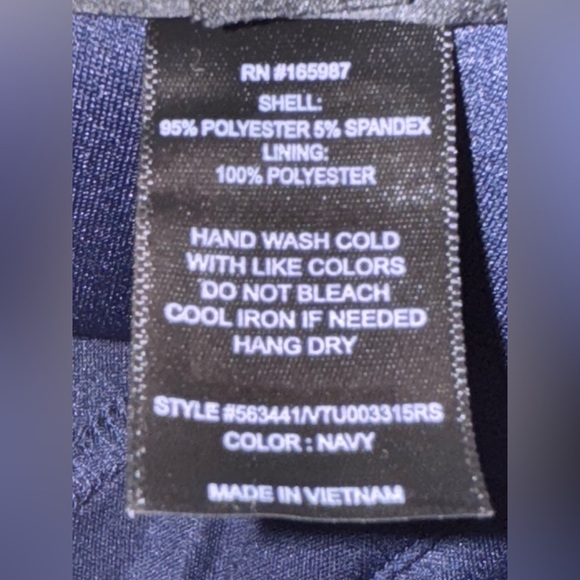 RN #165987
SHELL:
95% POLYESTER 5% SPANDEX
LINING:
100% POLYESTER
HAND WASH COLD
WITH LIKE COLORS
DO NOT BLEACH
COOL IRON IF NEEDED
HANG DRY
STYLE #563441/VTU003315RS
COLOR : NAVY
MADE IN VIETNAM